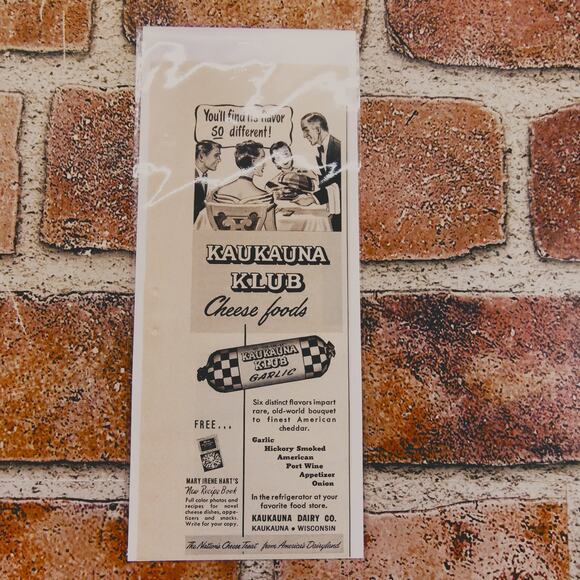 You'll find its flavor
SO different!
KAUKAUNA
KLUB
Cheese foods
KAUKAUNA
KLUB
GARLIC
Six distinct flavors impart
rare, old-world bouquet
to finest American
cheddar.
Garlic
Hickory Smoked
American
Port Wine
Appetizer
Onion
In the refrigerator at your
favorite food store.
KAUKAUNA DAIRY CO.
KAUKAUNA • WISCONSIN
FREE...
MARY IRENE HART'S
New Recipe Book
Full color photos and
recipes for novel
cheese dishes, appe-
tizers and snacks.
Write for your copy.
The Nation's Cheese Treat from America's Dairyland